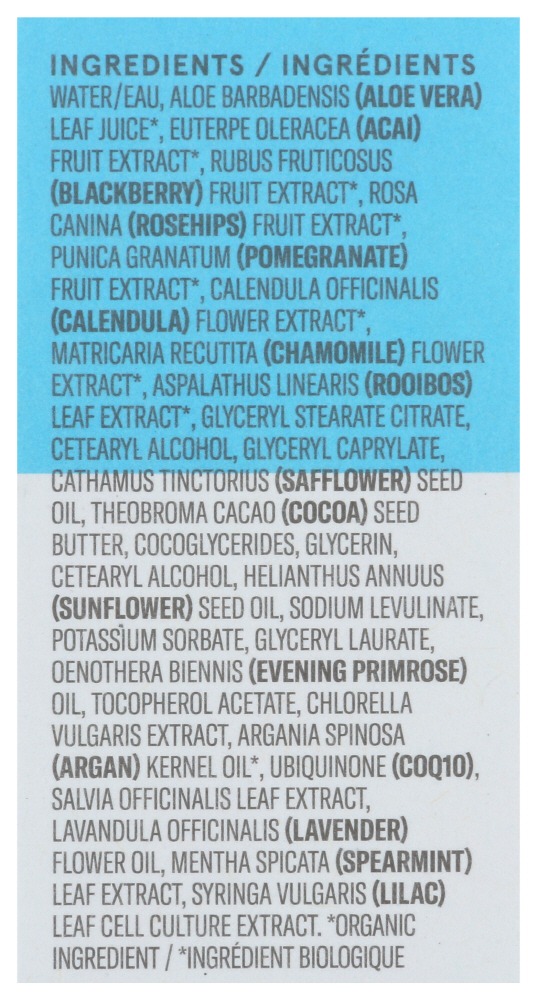 INGREDIENTS / INGRÉDIENTS
WATER/EAU, ALOE BARBADENSIS (ALOE VERA)
LEAF JUICE*, EUTERPE OLERACEA (ACAI)
FRUIT EXTRACT*, RUBUS FRUTICOSUS
(BLACKBERRY) FRUIT EXTRACT*, ROSA
CANINA (ROSEHIPS) FRUIT EXTRACT*,
PUNICA GRANATUM (POMEGRANATE)
FRUIT EXTRACT*, CALENDULA OFFICINALIS
(CALENDULA) FLOWER EXTRACT*,
MATRICARIA RECUTITA (CHAMOMILE) FLOWER
EXTRACT*, ASPALATHUS LINEARIS (ROOIBOS)
LEAF EXTRACT*, GLYCERYL STEARATE CITRATE,
CETEARYL ALCOHOL, GLYCERYL CAPRYLATE,
CATHAMUS TINCTORIUS (SAFFLOWER) SEED
OIL, THEOBROMA CACAO (COCOA) SEED
BUTTER, COCOGLYCERIDES, GLYCERIN,
CETEARYL ALCOHOL, HELIANTHUS ANNUUS
(SUNFLOWER) SEED OIL, SODIUM LEVULINATE,
POTASSIUM SORBATE, GLYCERYL LAURATE,
OENOTHERA BIENNIS (EVENING PRIMROSE)
OIL, TOCOPHEROL ACETATE, CHLORELLA
VULGARIS EXTRACT, ARGANIA SPINOSA
(ARGAN) KERNEL OIL*, UBIQUINONE (COQ10),
SALVIA OFFICINALIS LEAF EXTRACT,
LAVANDULA OFFICINALIS (LAVENDER)
FLOWER OIL, MENTHA SPICATA (SPEARMINT)
LEAF EXTRACT, SYRINGA VULGARIS (LILAC)
LEAF CELL CULTURE EXTRACT. *ORGANIC
INGREDIENT / *INGRÉDIENT BIOLOGIQUE